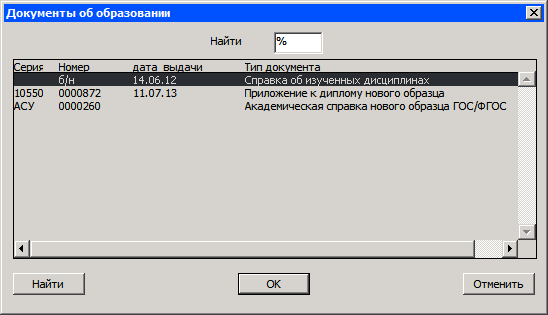 Документы об образовании
Найти %
Серия Номер дата выдачи Тип документа
б/н 14.06.12 Справка об изученных дисциплинах
10550 0000872 11.07.13 Приложение к диплому нового образца
АСУ 0000260 Академическая справка нового образца ГОС/ФГОС
Найти OK Отменить